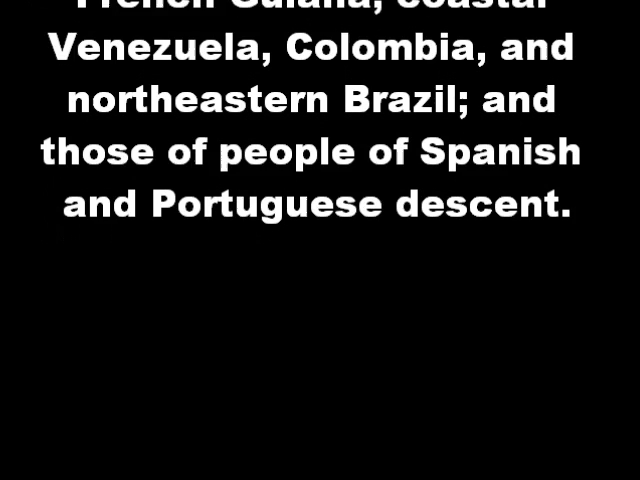 French Guiana, coastal
Venezuela, Colombia, and
northeastern Brazil; and
those of people of Spanish
and Portuguese descent.